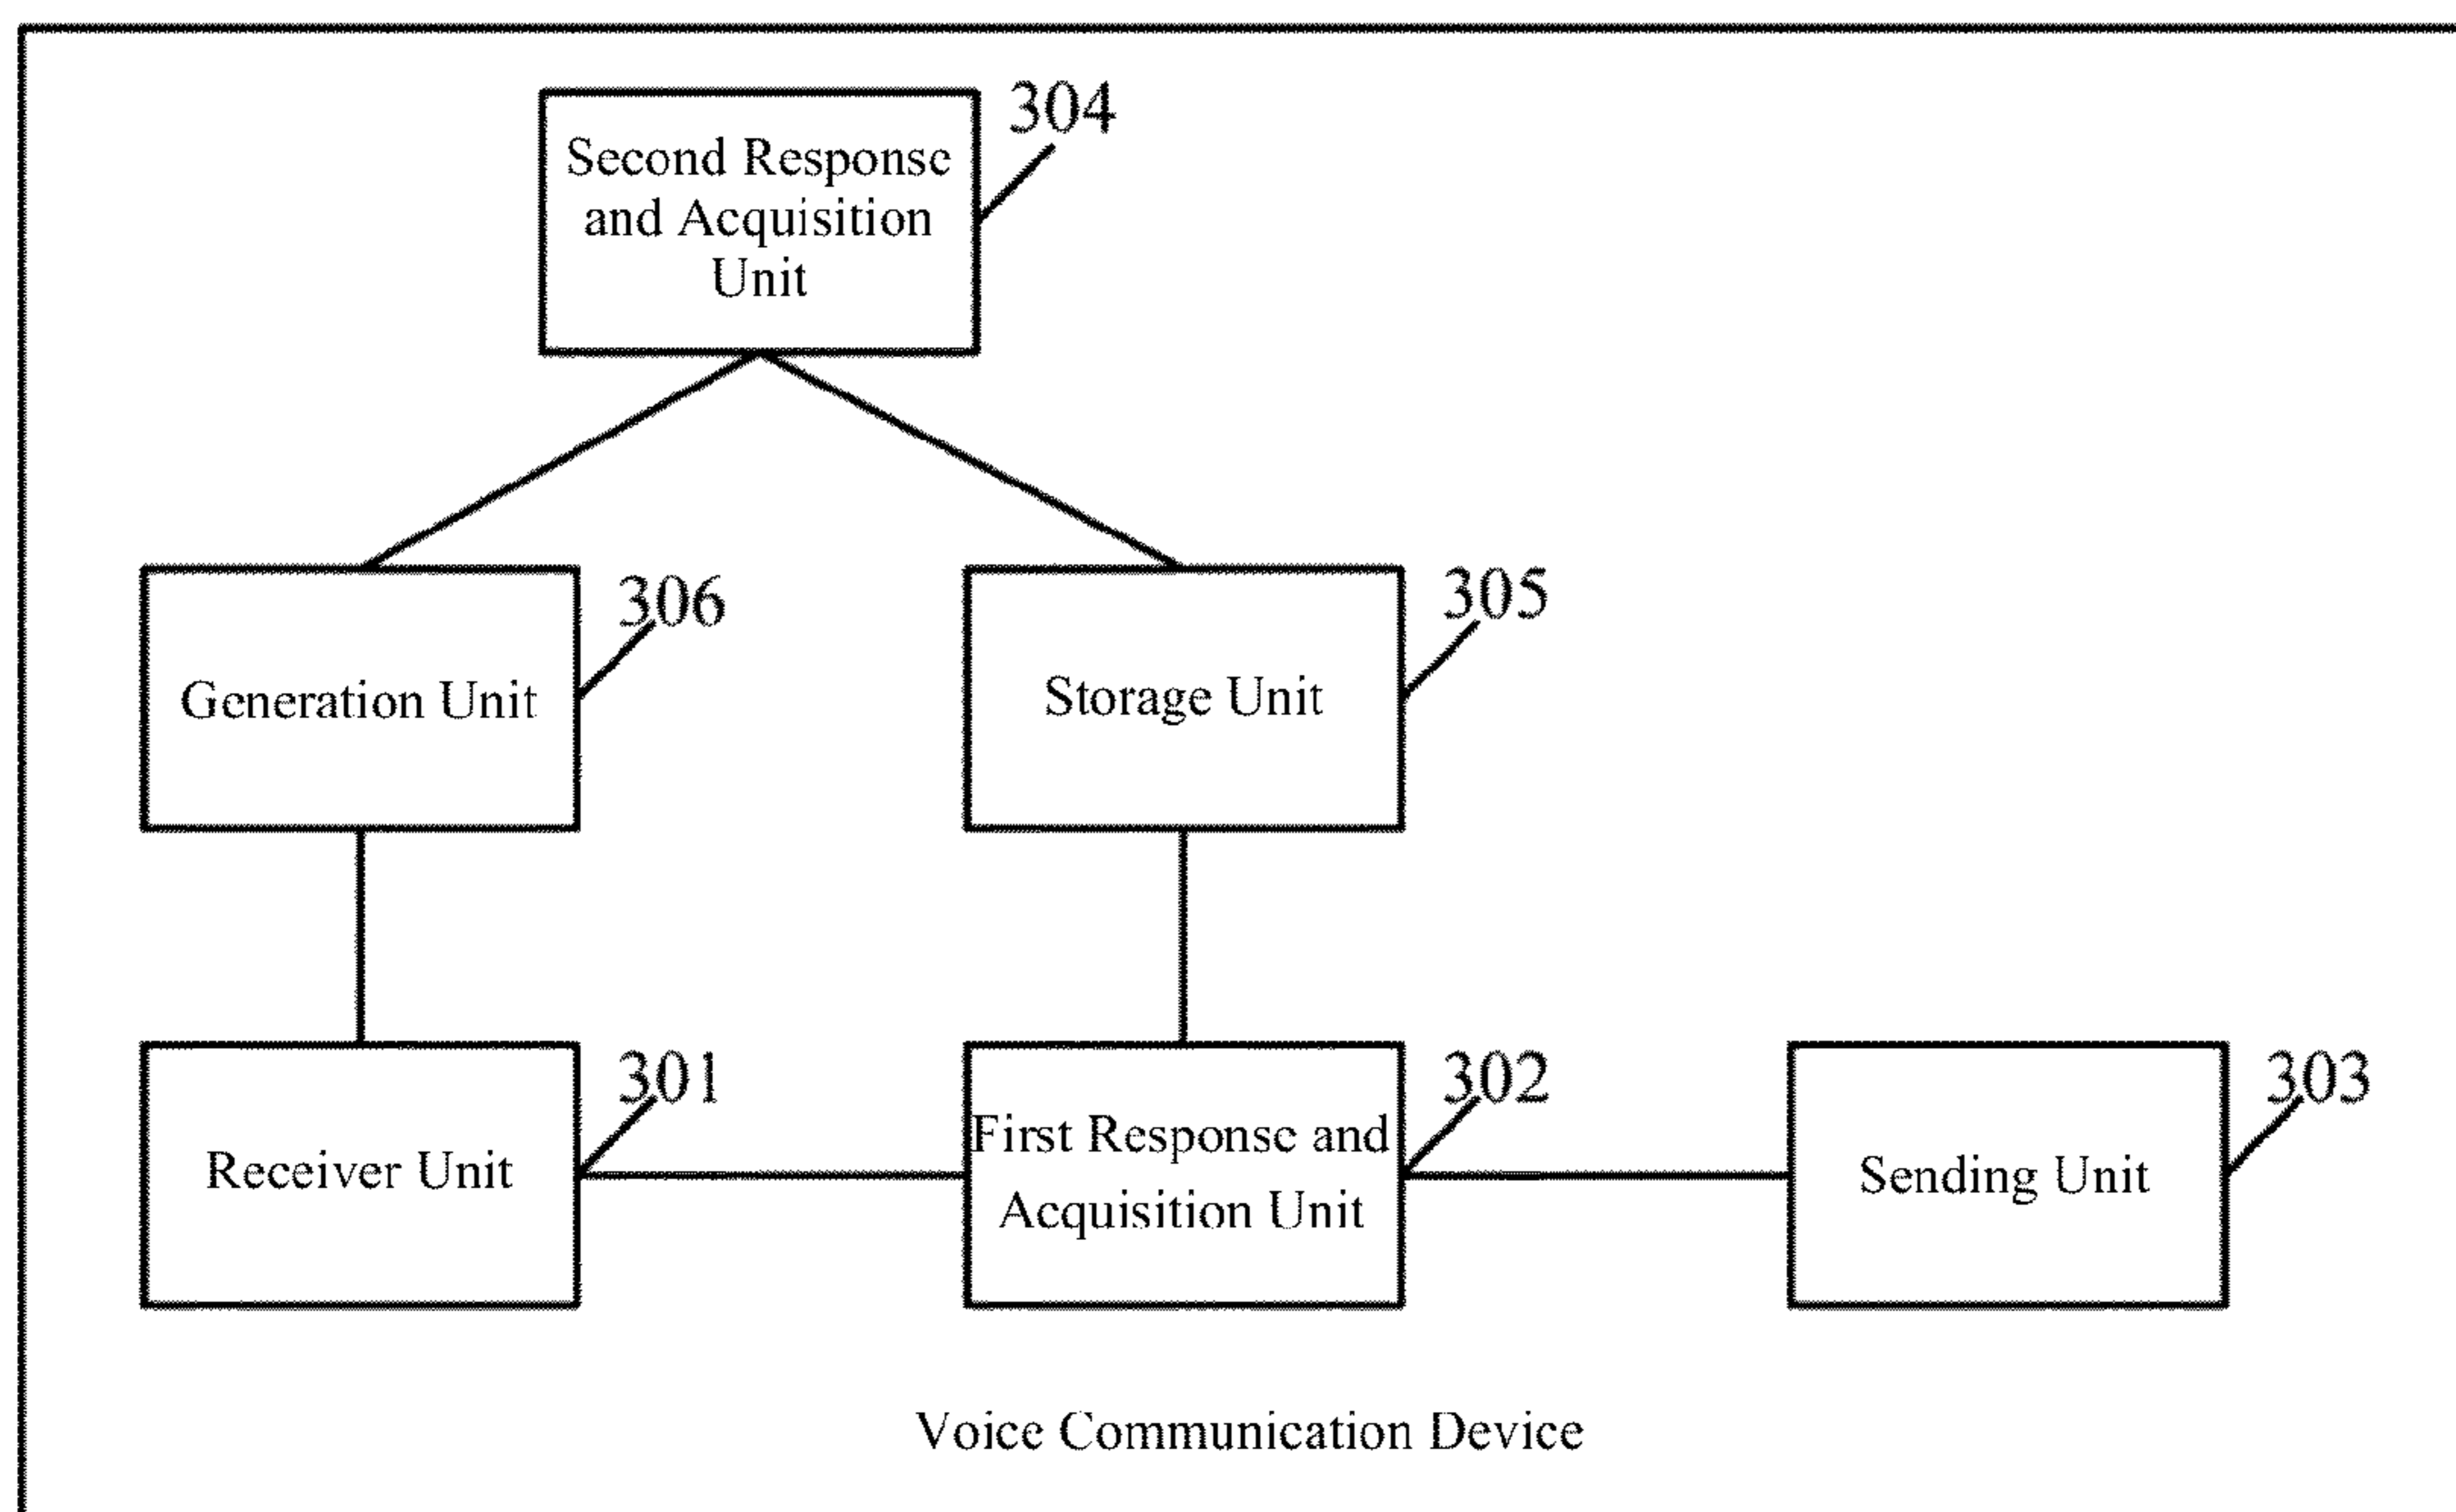 304
Second Response
and Acquisition
Unit
306
305
Generation Unit
Storage Unit
301
302
303
Receiver Unit
First Response and
Acquisition Unit
Sending Unit
Voice Communication Device